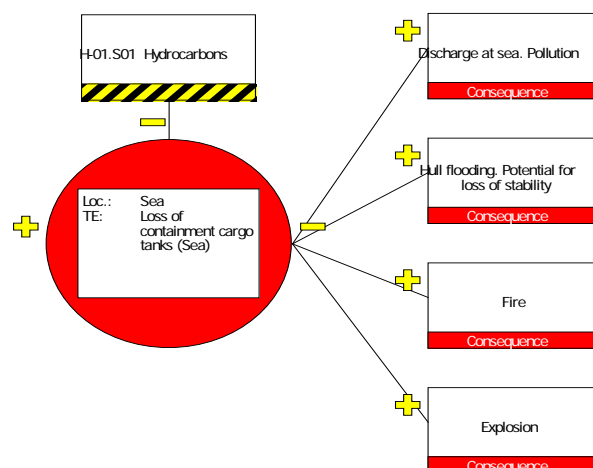 H-01.S01 Hydrocarbons
Loc.: Sea
TE: Loss of
containment cargo
tanks (Sea)
Discharge at sea. Pollution
Consequence
Hull flooding. Potential for
loss of stability
Consequence
Fire
Consequence
Explosion
Consequence